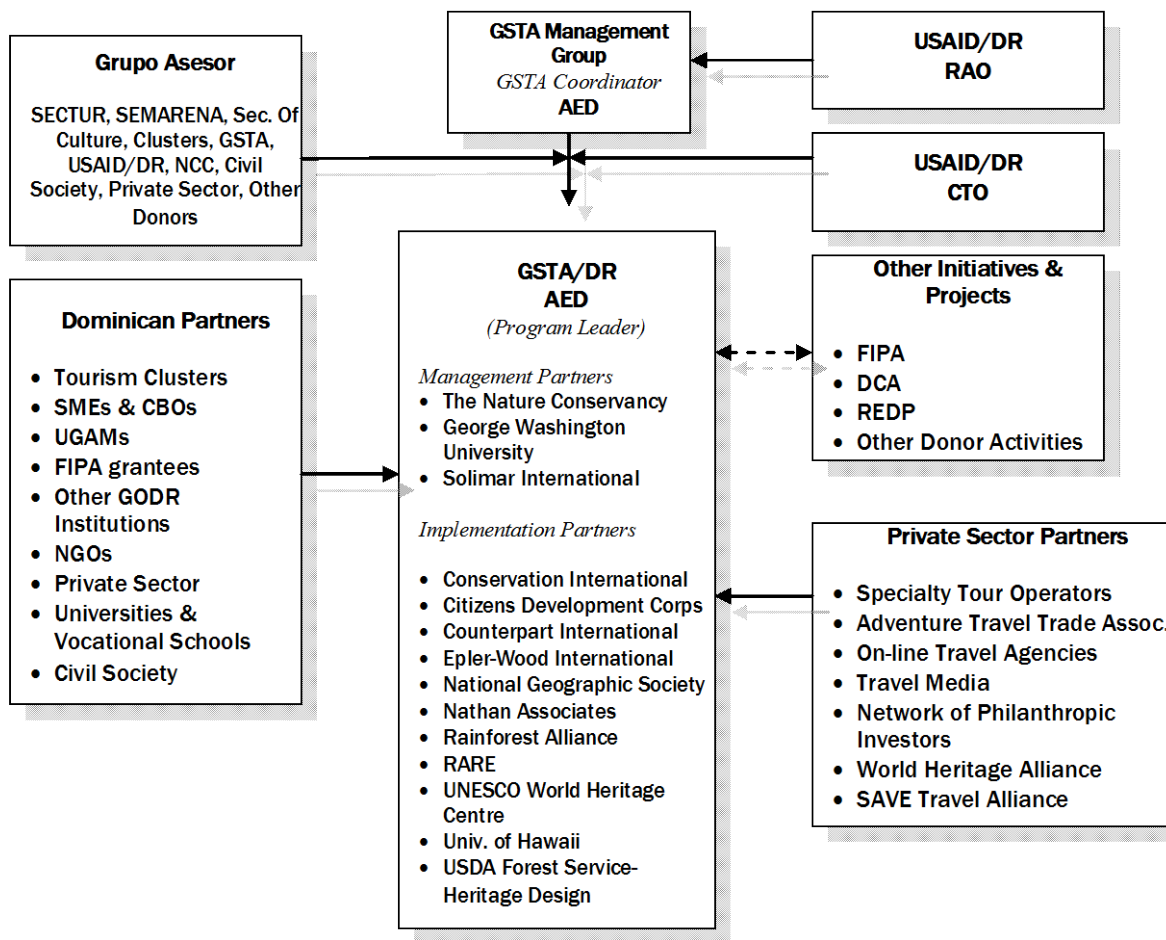 Grupo Asesor
SECTUR, SEMARENA, Sec. Of
Culture, Clusters, GSTA,
USAID/DR, NCC, Civil
Society, Private Sector, Other
Donors
GSTA Management
Group
GSTA Coordinator
AED
USAID/DR
RAO
USAID/DR
CTO
Dominican Partners
• Tourism Clusters
• SMEs & CBOs
• UGAMs
• FIPA grantees
• Other GODR
Institutions
• NGOs
• Private Sector
• Universities &
Vocational Schools
• Civil Society
GSTA/DR
AED
(Program Leader)
Management Partners
• The Nature Conservancy
• George Washington
University
• Solimar International
Implementation Partners
• Conservation International
• Citizens Development Corps
• Counterpart International
• Epler-Wood International
• National Geographic Society
• Nathan Associates
• Rainforest Alliance
• RARE
• UNESCO World Heritage
Centre
• Univ. of Hawaii
• USDA Forest Service-
Heritage Design
Other Initiatives &
Projects
• FIPA
• DCA
• REDP
• Other Donor Activities
Private Sector Partners
• Specialty Tour Operators
• Adventure Travel Trade Assoc.
• On-line Travel Agencies
• Travel Media
• Network of Philanthropic
Investors
• World Heritage Alliance
• SAVE Travel Alliance